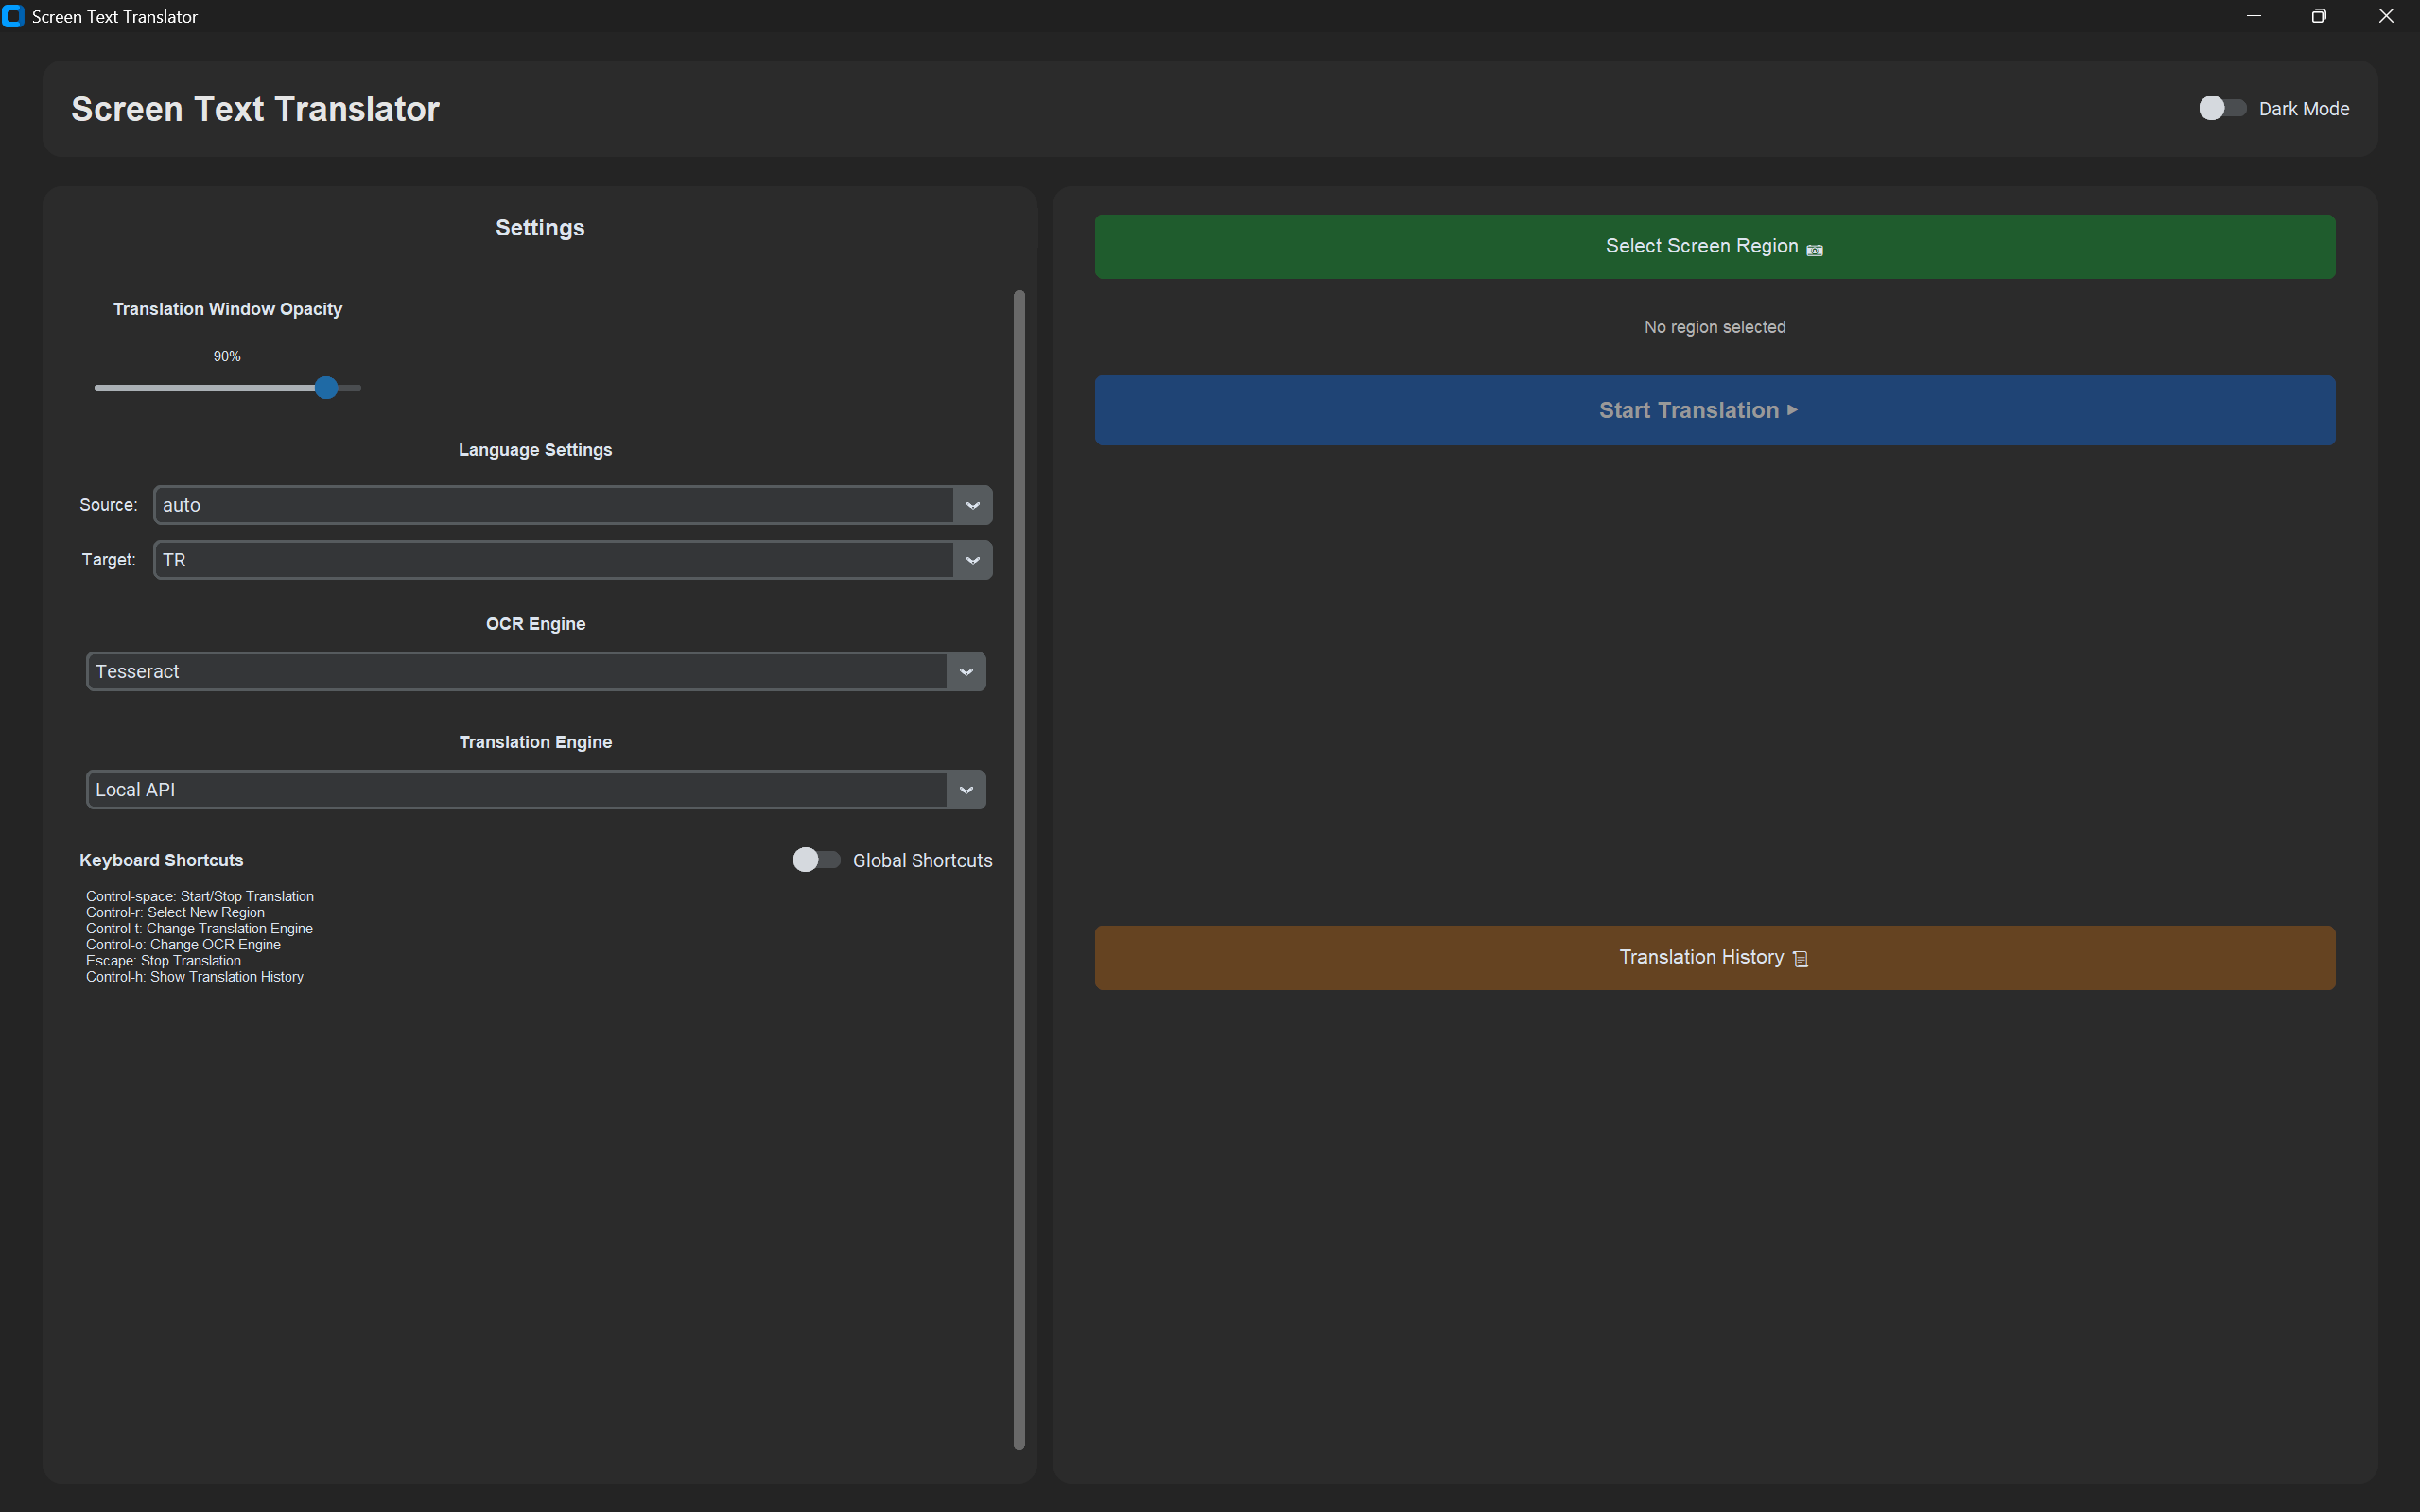 Screen Text Translator
Screen Text Translator
Dark Mode
Settings
Translation Window Opacity
90%
Language Settings
Source: auto
Target: TR
OCR Engine
Tesseract
Translation Engine
Local API
Keyboard Shortcuts
Global Shortcuts
Control-space: Start/Stop Translation
Control-r: Select New Region
Control-t: Change Translation Engine
Control-o: Change OCR Engine
Escape: Stop Translation
Control-h: Show Translation History
Select Screen Region
No region selected
Start Translation
Translation History